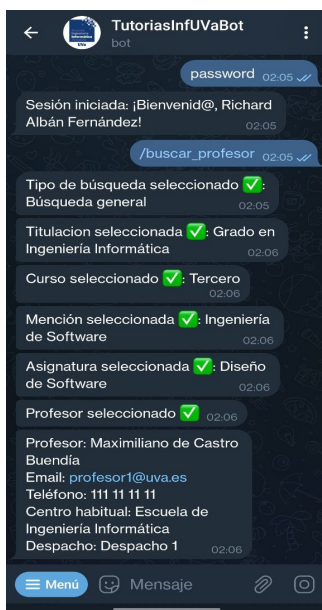 TutoriasInfUVaBot
bot
password 02:05
Sesión iniciada: ¡Bienvenid@, Richard
Albán Fernández!
02:05
/buscar_profesor 02:05
Tipo de búsqueda seleccionado ✅:
Búsqueda general
02:05
Titulacion seleccionada ✅: Grado en
Ingeniería Informática
02:06
Curso seleccionado ✅: Tercero
02:06
Mención seleccionada ✅: Ingeniería
de Software
02:06
Asignatura seleccionada ✅: Diseño
de Software
02:06
Profesor seleccionado ✅ 02:06
Profesor: Maximiliano de Castro
Buendía
Email: profesor1@uva.es
Teléfono: 111 11 11 11
Centro habitual: Escuela de
Ingeniería Informática
Despacho: Despacho 1
02:06
Menú
Mensaje